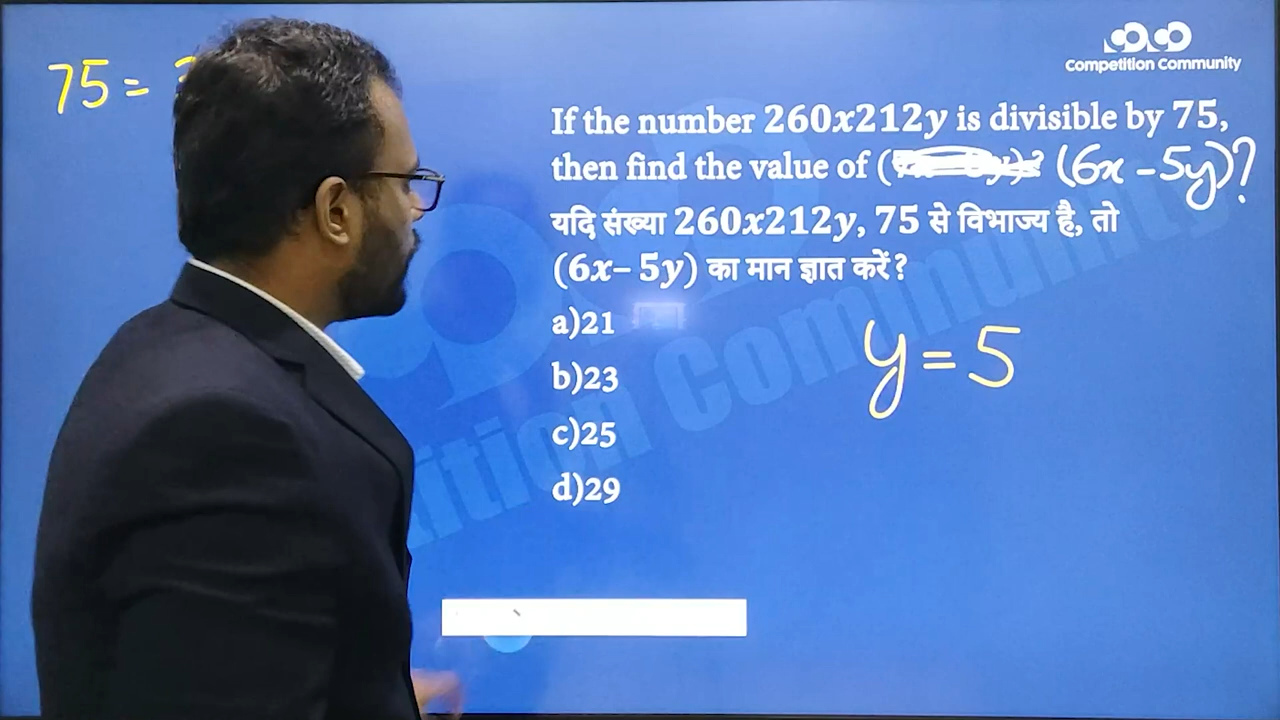 75 =
Competition Community
If the number 260x212y is divisible by 75,
then find the value of ( (6x - 5y)?
यदि संख्या 260x212y, 75 से विभाज्य है, तो
(6x– 5y) का मान ज्ञात करें?
a)21
b)23
c)25
d)29
y = 5